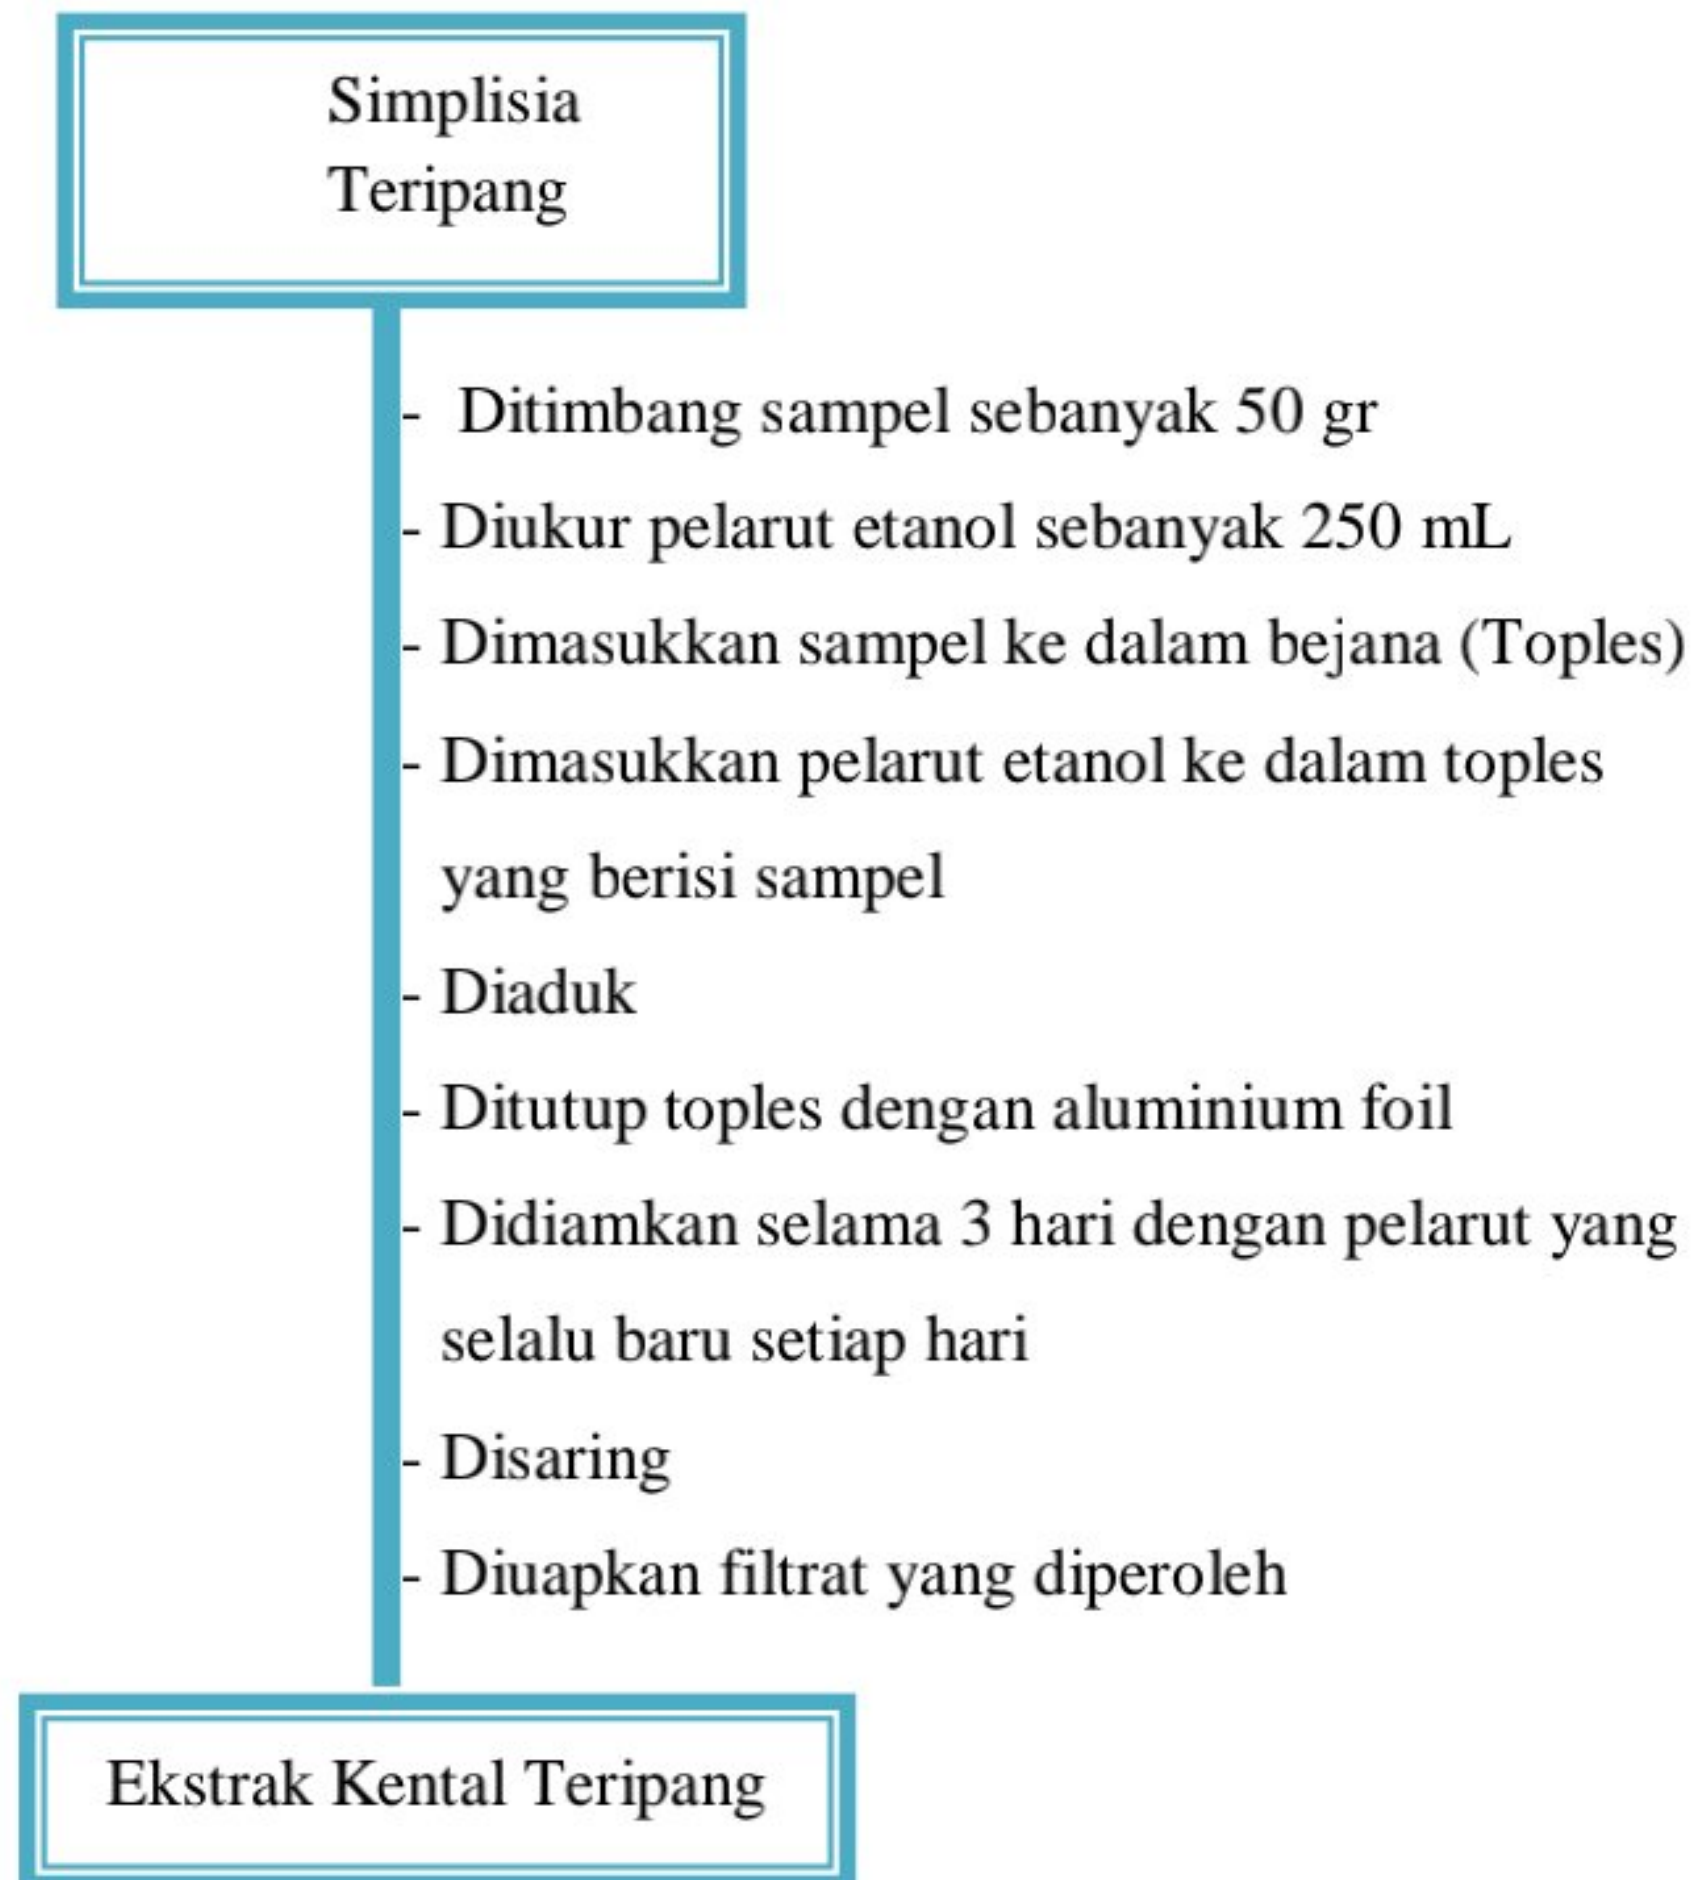 Simplisia
Teripang
- Ditimbang sampel sebanyak 50 gr
- Diukur pelarut etanol sebanyak 250 mL
- Dimasukkan sampel ke dalam bejana (Toples)
- Dimasukkan pelarut etanol ke dalam toples
yang berisi sampel
- Diaduk
- Ditutup toples dengan aluminium foil
- Didiamkan selama 3 hari dengan pelarut yang
selalu baru setiap hari
- Disaring
- Diuapkan filtrat yang diperoleh
Ekstrak Kental Teripang